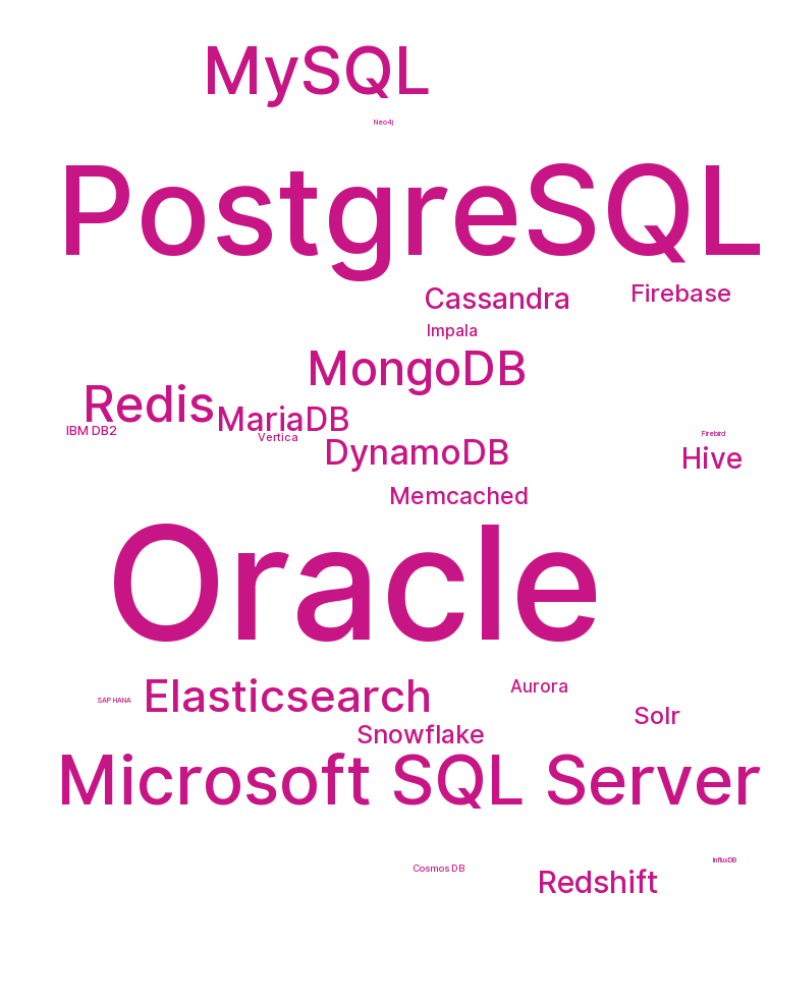 MySQL
Neo4j
PostgreSQL
Cassandra
Firebase
Impala
MongoDB
Redis
MariaDB
IBM DB2
Vertica
Firebird
DynamoDB
Hive
Memcached
Oracle
Elasticsearch
Aurora
SAP HANA
Solr
Snowflake
Microsoft SQL Server
InfluxDB
Cosmos DB
Redshift